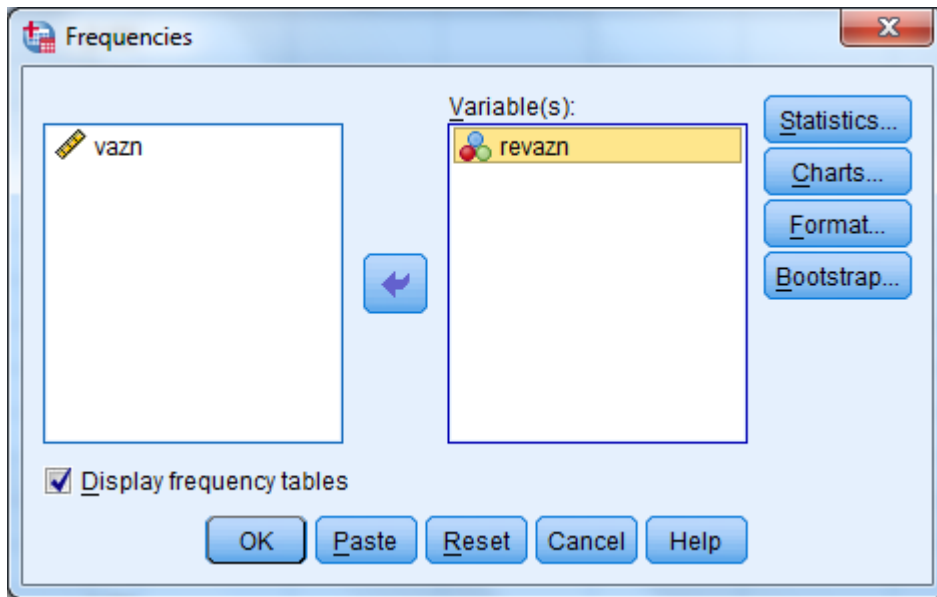 Frequencies
Variable(s):
vazn
revazn
Statistics...
Charts...
Format...
Bootstrap...
Display frequency tables
OK Paste Reset Cancel Help